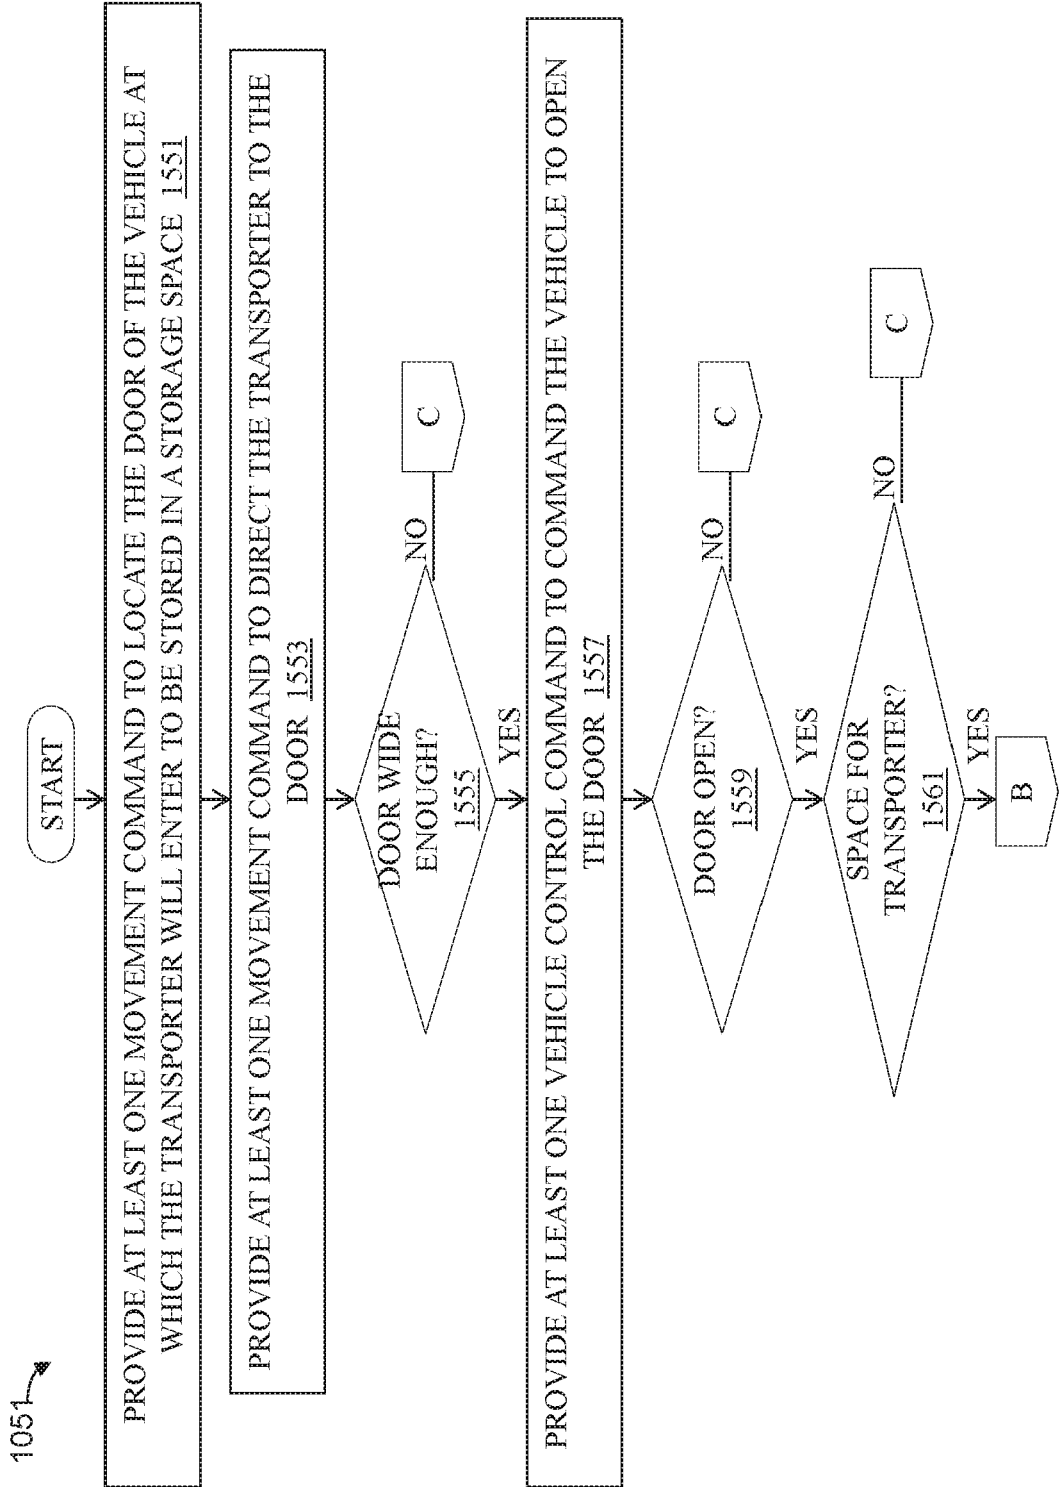 1051
START
PROVIDE AT LEAST ONE MOVEMENT COMMAND TO LOCATE THE DOOR OF THE VEHICLE AT
WHICH THE TRANSPORTER WILL ENTER TO BE STORED IN A STORAGE SPACE 1551
PROVIDE AT LEAST ONE MOVEMENT COMMAND TO DIRECT THE TRANSPORTER TO THE
DOOR 1553
DOOR WIDE
ENOUGH?
1555
NO
C
YES
PROVIDE AT LEAST ONE VEHICLE CONTROL COMMAND TO COMMAND THE VEHICLE TO OPEN
THE DOOR 1557
DOOR OPEN?
1559
NO
C
YES
SPACE FOR
TRANSPORTER?
1561
NO
C
YES
B